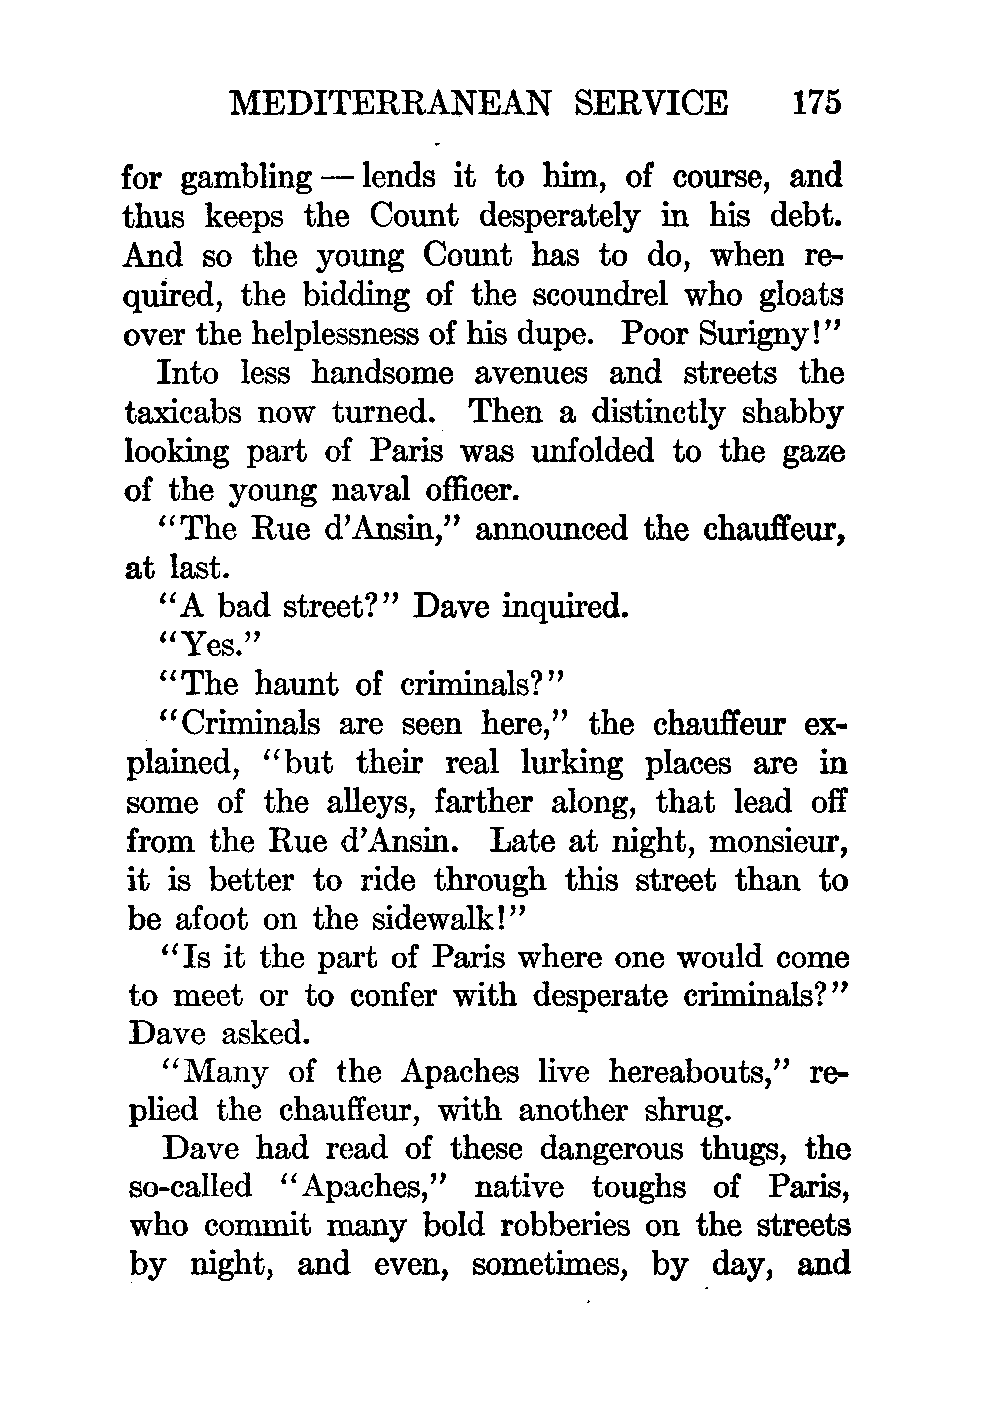 MEDITERRANEAN SERVICE 175
for gambling — lends it to him, of course, and
thus keeps the Count desperately in his debt.
And so the young Count has to do, when re-
quired, the bidding of the scoundrel who gloats
over the helplessness of his dupe. Poor Surigny!"
Into less handsome avenues and streets the
taxicabs now turned. Then a distinctly shabby
looking part of Paris was unfolded to the gaze
of the young naval officer.
"The Rue d'Ansin," announced the chauffeur,
at last.
"A bad street?" Dave inquired.
"Yes."
"The haunt of criminals?"
"Criminals are seen here," the chauffeur ex-
plained, "but their real lurking places are in
some of the alleys, farther along, that lead off
from the Rue d'Ansin. Late at night, monsieur,
it is better to ride through this street than to
be afoot on the sidewalk!"
"Is it the part of Paris where one would come
to meet or to confer with desperate criminals?"
Dave asked.
"Many of the Apaches live hereabouts," re-
plied the chauffeur, with another shrug.
Dave had read of these dangerous thugs, the
so-called "Apaches," native toughs of Paris,
who commit many bold robberies on the streets
by night, and even, sometimes, by day, and